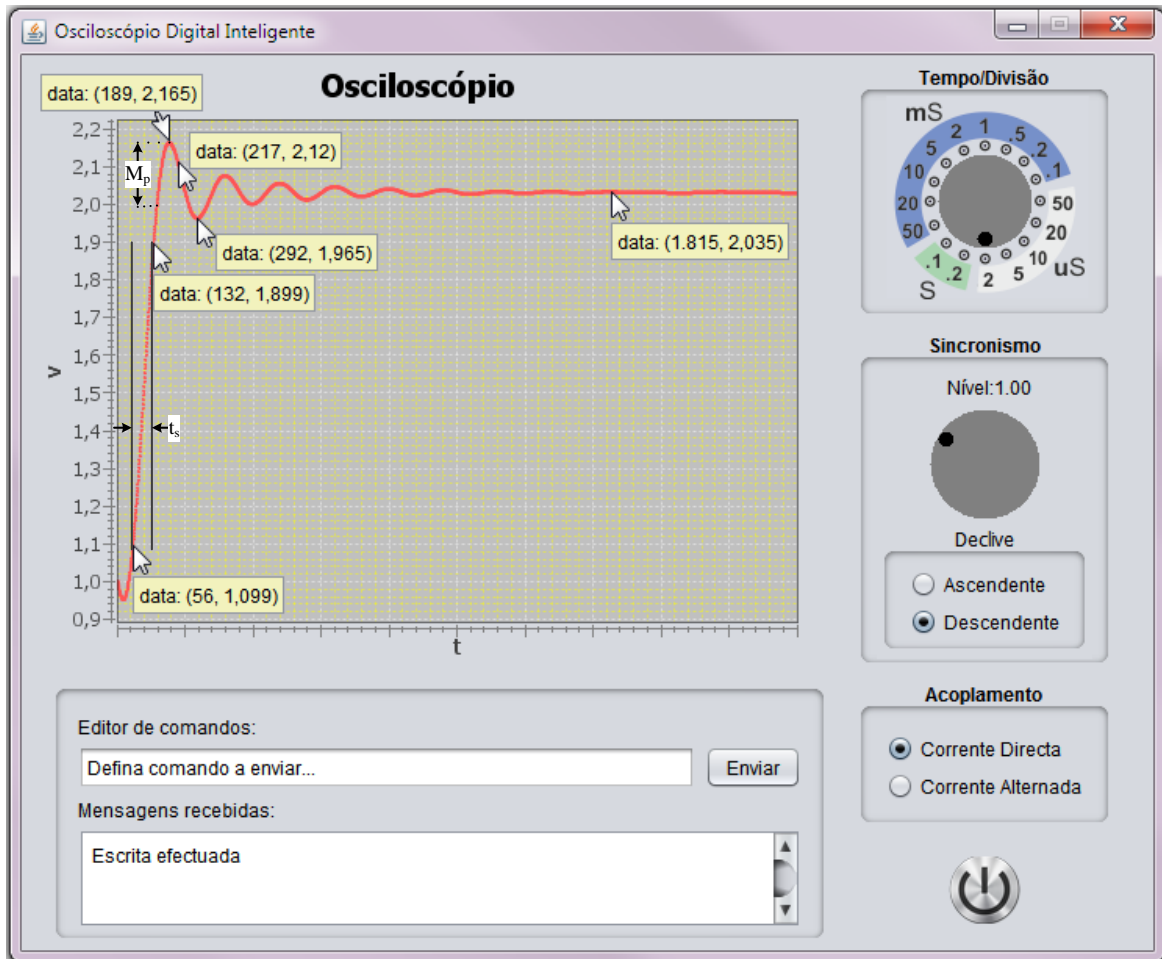 Osciloscópio Digital Inteligente
Osciloscópio
data: (189, 2,165)
data: (217, 2,12)
data: (292, 1,965)
data: (132, 1,899)
data: (1.815, 2,035)
data: (56, 1,099)
Mp
ts
2,2
2,1
2,0
1,9
1,8
1,7
1,6
1,5
1,4
1,3
1,2
1,1
1,0
0,9
v
t
Tempo/Divisão
mS
50
20
10
5
2
1
.5
.2
.1
50
20
10
5
2
uS
.2
.1
S
Sincronismo
Nível:1.00
Declive
Ascendente
Descendente
Acoplamento
Corrente Directa
Corrente Alternada
Editor de comandos:
Defina comando a enviar...
Enviar
Mensagens recebidas:
Escrita efectuada